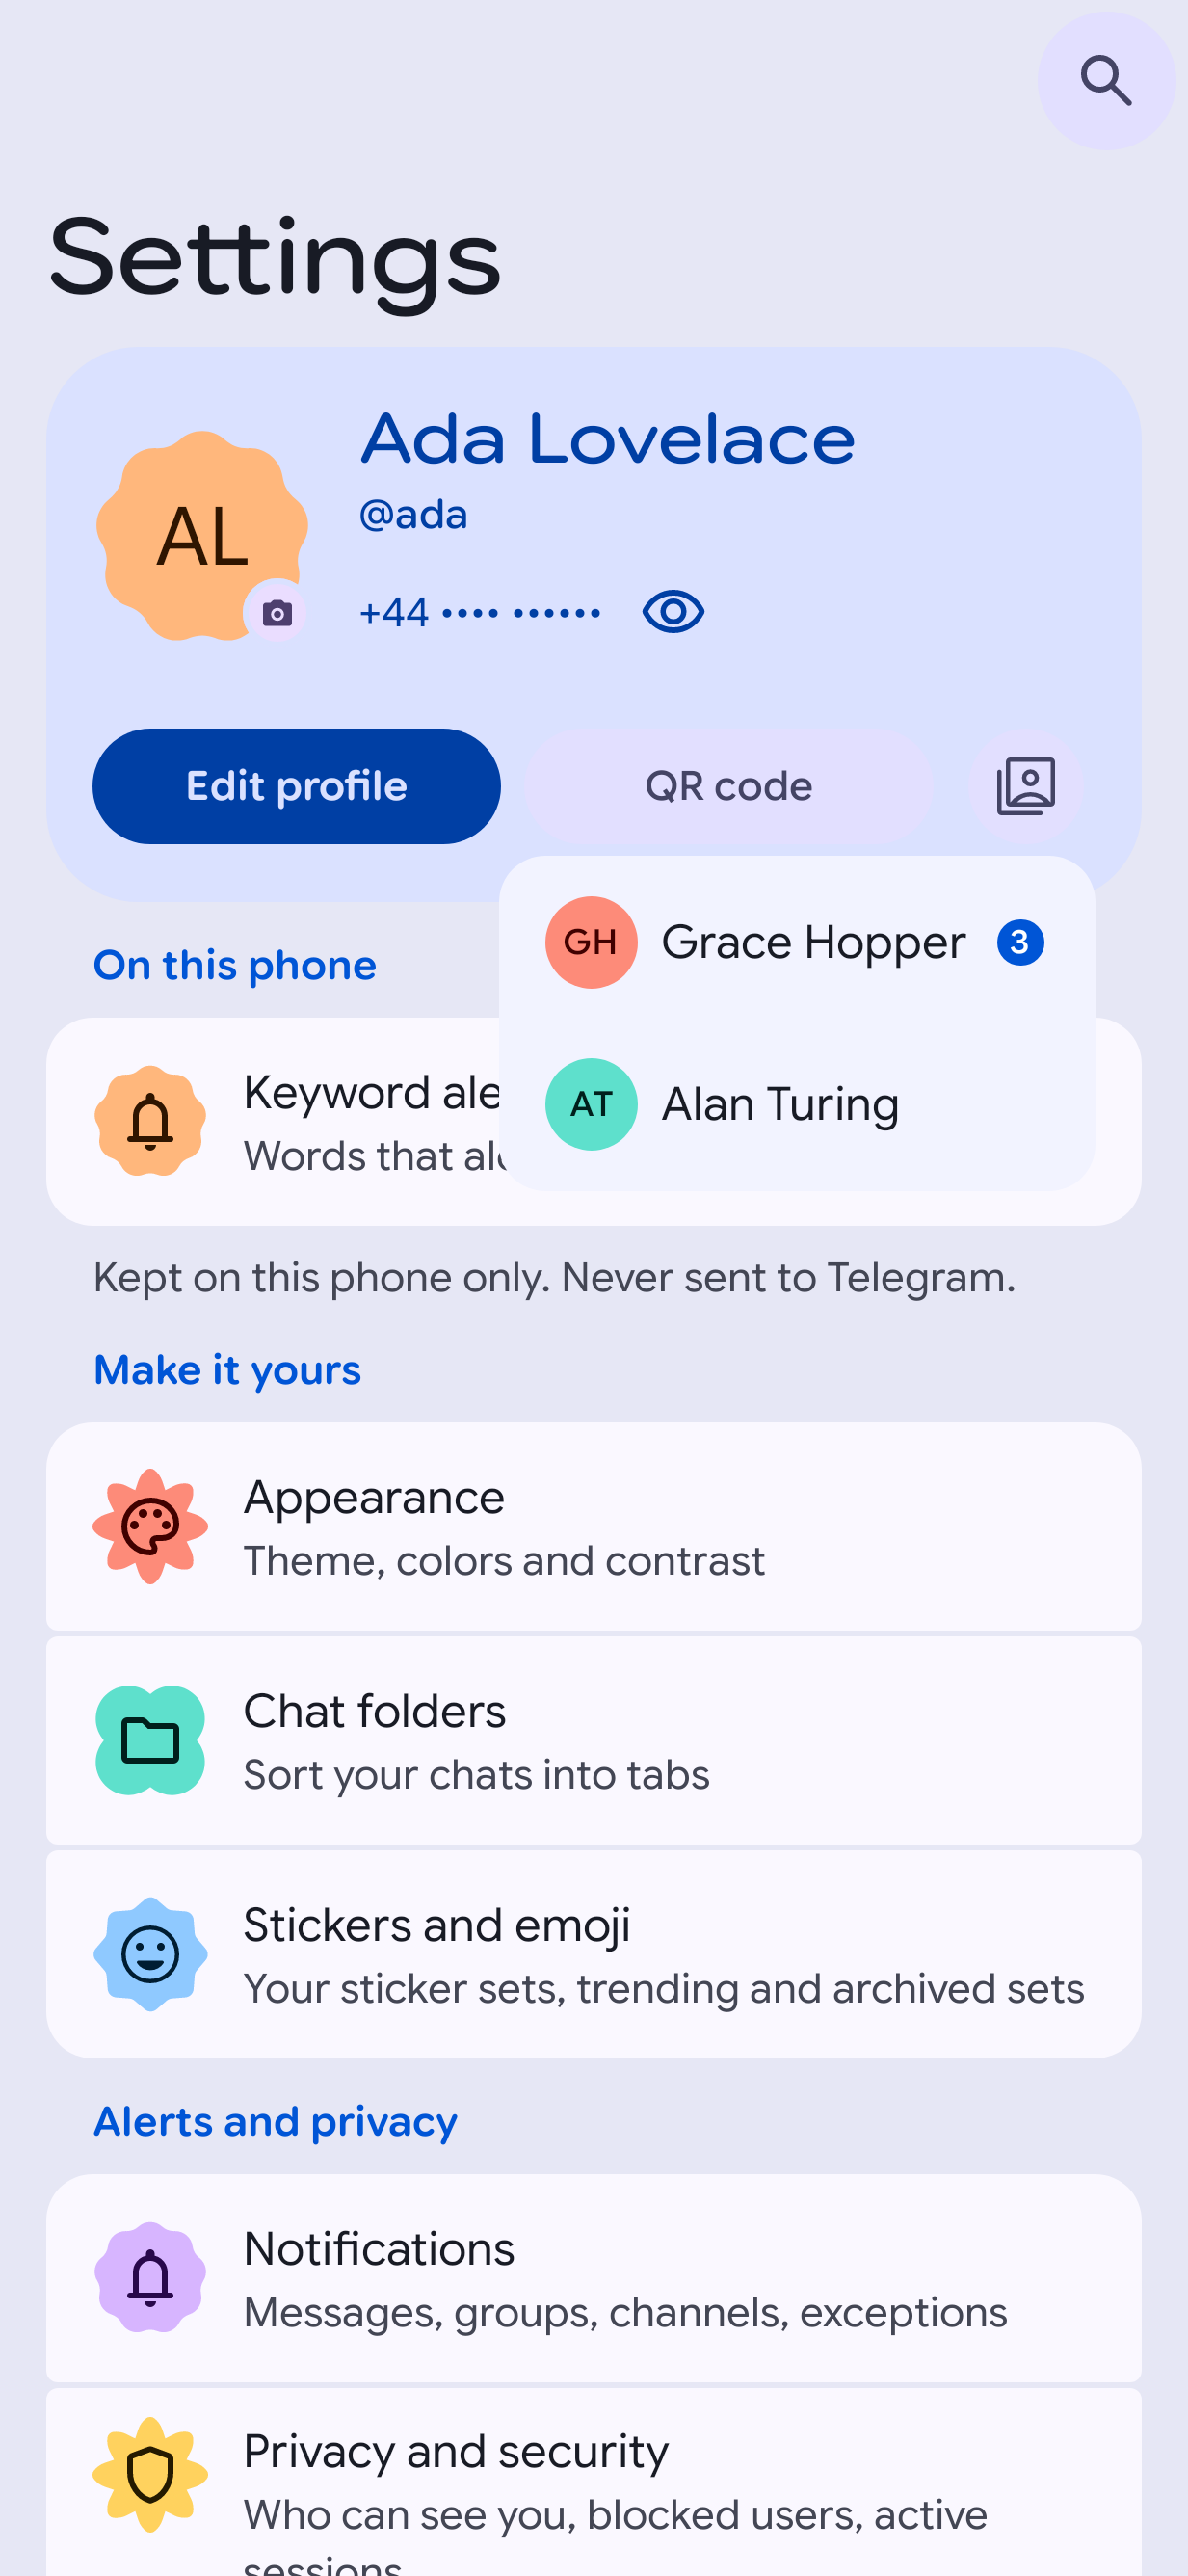 Settings
AL
Ada Lovelace
@ada
+44 •••• ••••••
Edit profile
QR code
GH
Grace Hopper
3
On this phone
AT
Alan Turing
Keyword
Words that
Kept on this phone only. Never sent to Telegram.
Make it yours
Appearance
Theme, colors and contrast
Chat folders
Sort your chats into tabs
Stickers and emoji
Your sticker sets, trending and archived sets
Alerts and privacy
Notifications
Messages, groups, channels, exceptions
Privacy and security
Who can see you, blocked users, active
sessions